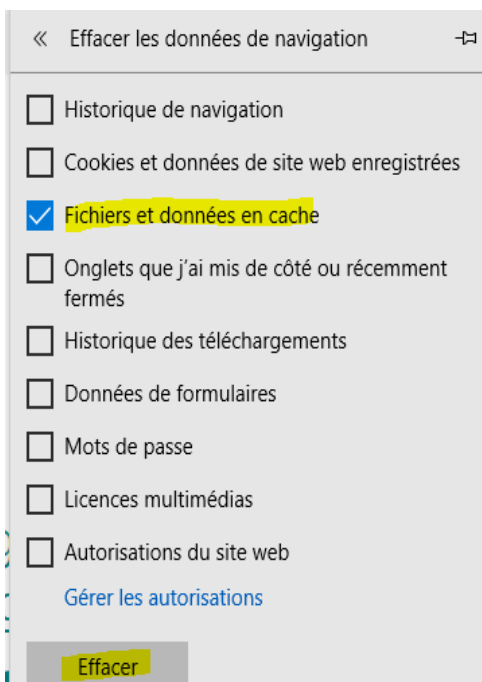 « Effacer les données de navigation
Historique de navigation
Cookies et données de site web enregistrées
Fichiers et données en cache
Onglets que j'ai mis de côté ou récemment
fermés
Historique des téléchargements
Données de formulaires
Mots de passe
Licences multimédias
Autorisations du site web
Gérer les autorisations
Effacer